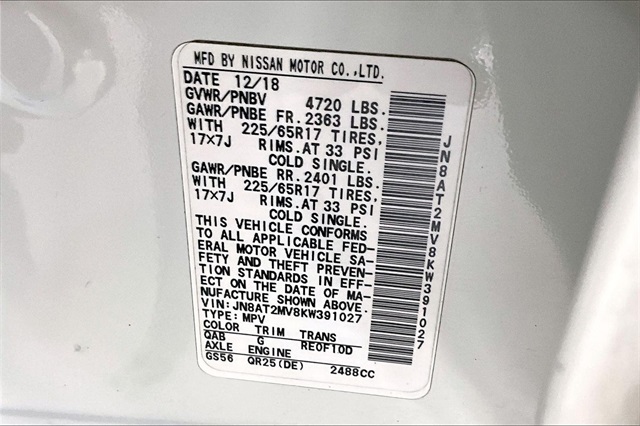 MFD BY NISSAN MOTOR CO.,LTD.
DATE 12/18
GVWR/PNBV 4720 LBS.
GAWR/PNBE FR. 2363 LBS.
WITH 225/65R17 TIRES,
17×7J RIMS.AT 33 PSI
COLD SINGLE.
GAWR/PNBE RR. 2401 LBS.
WITH 225/65R17 TIRES,
17×7J RIMS.AT 33 PSI
COLD SINGLE.
THIS VEHICLE CONFORMS
TO ALL APPLICABLE FED-
ERAL MOTOR VEHICLE SA-
FETY AND THEFT PREVEN-
TION STANDARDS IN EFF-
ECT ON THE DATE OF MA-
NUFACTURE SHOWN ABOVE.
VIN: JN8AT2MV8KW391027
TYPE: MPV
COLOR TRIM TRANS
QAB G RE0F10D
AXLE ENGINE
GS56 QR25(DE) 2488CC
JN8AT2MV8KW391027